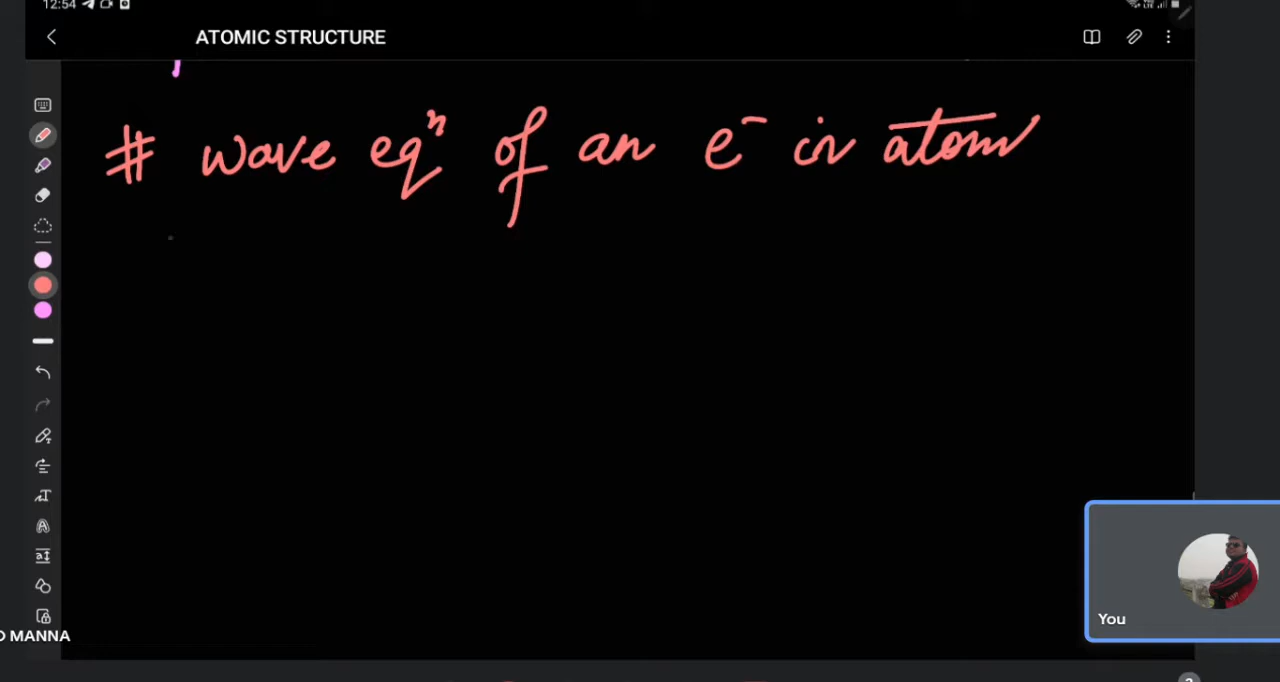 12:54
ATOMIC STRUCTURE
# wave eqⁿ of an e⁻ in atom
You
MANNA